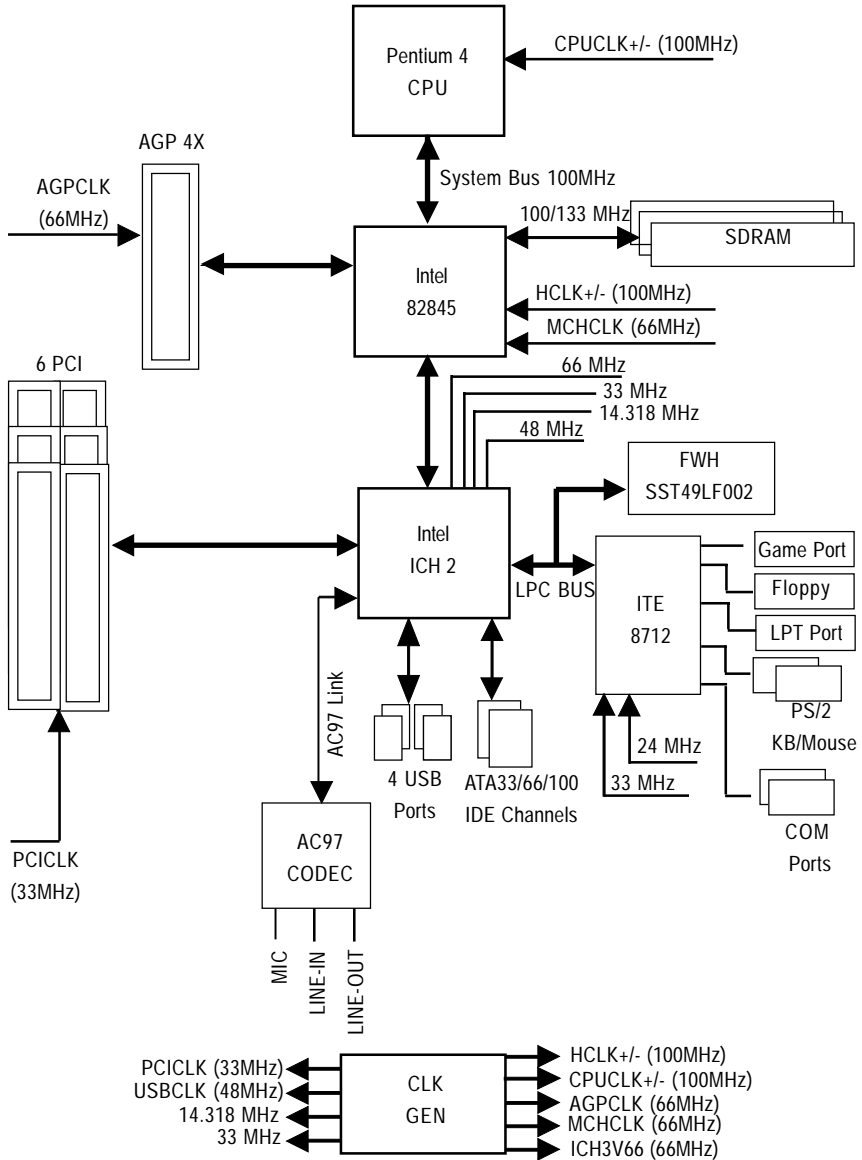 Pentium 4
CPU
CPUCLK+/- (100MHz)
AGP 4X
System Bus 100MHz
AGPCLK
(66MHz)
100/133 MHz
SDRAM
Intel
82845
HCLK+/- (100MHz)
MCHCLK (66MHz)
6 PCI
66 MHz
33 MHz
14.318 MHz
48 MHz
FWH
SST49LF002
Intel
ICH 2
LPC BUS
ITE
8712
Game Port
Floppy
LPT Port
PS/2
KB/Mouse
24 MHz
33 MHz
COM
Ports
AC97 Link
4 USB
Ports
ATA33/66/100
IDE Channels
PCICLK
(33MHz)
AC97
CODEC
MIC
LINE-IN
LINE-OUT
CLK
GEN
PCICLK (33MHz)
USBCLK (48MHz)
14.318 MHz
33 MHz
HCLK+/- (100MHz)
CPUCLK+/- (100MHz)
AGPCLK (66MHz)
MCHCLK (66MHz)
ICH3V66 (66MHz)